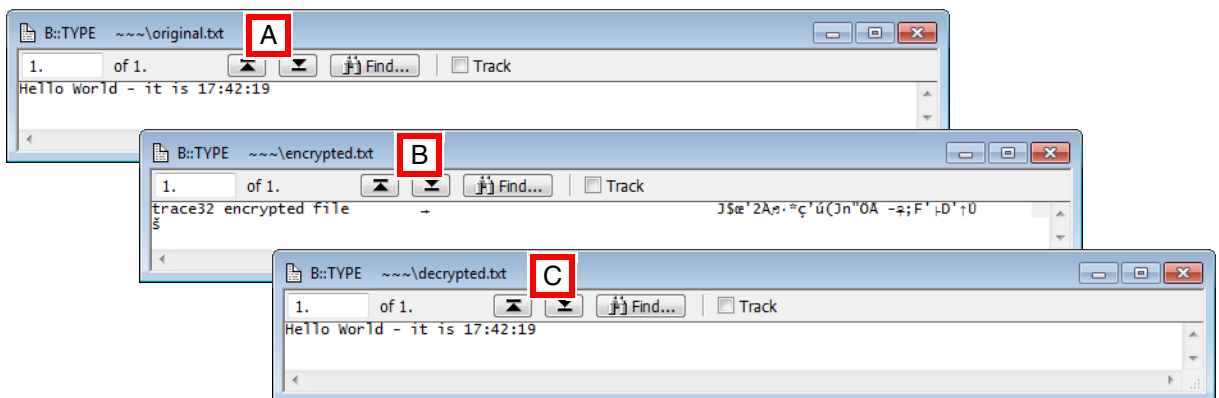 B::TYPE ~~~\original.txt
A
1. of 1. Find... Track
Hello World - it is 17:42:19
B::TYPE ~~~\encrypted.txt
B
1. of 1. Find... Track
trace32 encrypted file →
š
B::TYPE ~~~\decrypted.txt
C
1. of 1. Find... Track
Hello World - it is 17:42:19